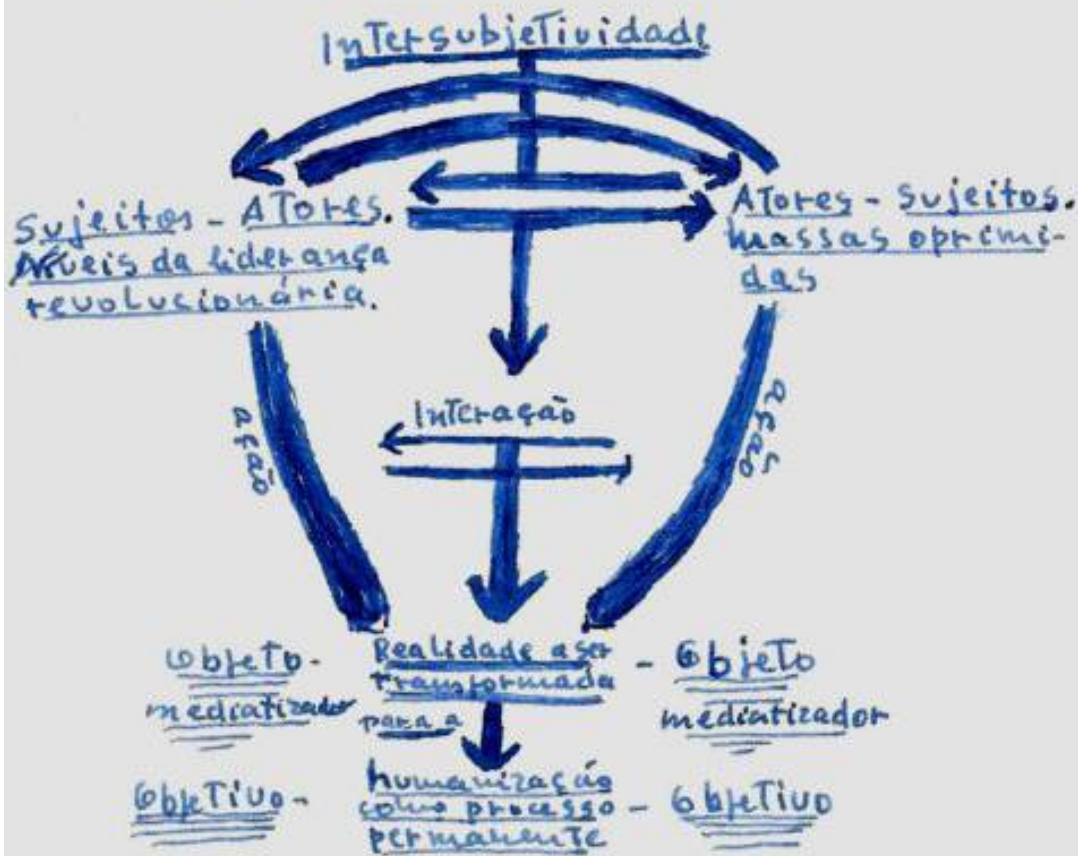 Intersubjetividade
Sujeitos - Atores.
Níveis da liderança
revolucionária.
Atores - Sujeitos.
massas oprimi-
das
ação
Interação
ação
Objeto-
mediatizador
Realidade a ser
transformada
para a
- Objeto
mediatizador
Objetivo-
humanização
como processo
permanente
- Objetivo